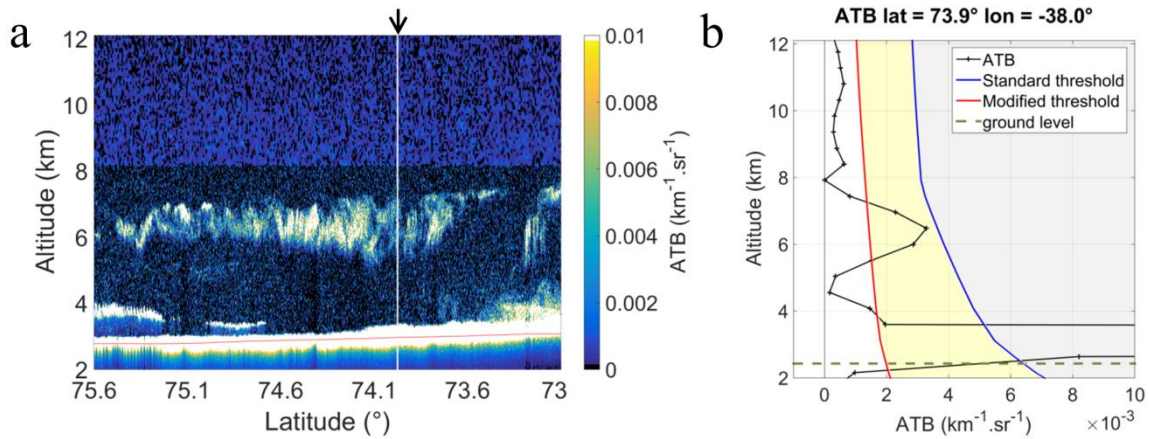 a
12
10
8
6
4
2
Altitude (km)
75.6
75.1
74.6
74.1
73.6
73
Latitude (°)
0.01
0.008
0.006
0.004
0.002
0
ATB (km⁻¹.sr⁻¹)
b
ATB lat = 73.9° lon = -38.0°
ATB
Standard threshold
Modified threshold
ground level
12
10
8
6
4
2
Altitude (km)
0
2
4
6
8
10
ATB (km⁻¹.sr⁻¹)
×10⁻³